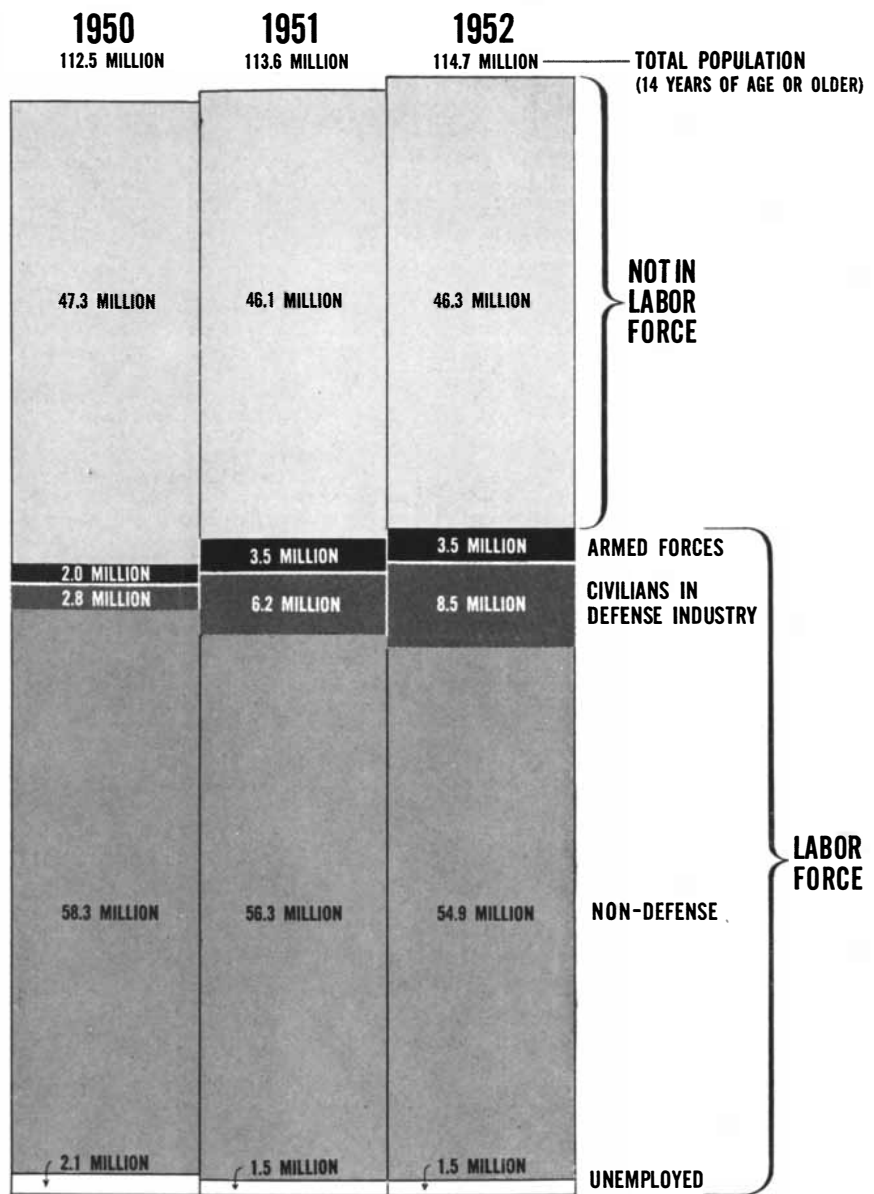 1950
112.5 MILLION
1951
113.6 MILLION
1952
114.7 MILLION
TOTAL POPULATION
(14 YEARS OF AGE OR OLDER)
47.3 MILLION
46.1 MILLION
46.3 MILLION
NOT IN
LABOR
FORCE
2.0 MILLION
3.5 MILLION
3.5 MILLION
ARMED FORCES
2.8 MILLION
6.2 MILLION
8.5 MILLION
CIVILIANS IN
DEFENSE INDUSTRY
58.3 MILLION
56.3 MILLION
54.9 MILLION
NON-DEFENSE
LABOR
FORCE
2.1 MILLION
1.5 MILLION
1.5 MILLION
UNEMPLOYED